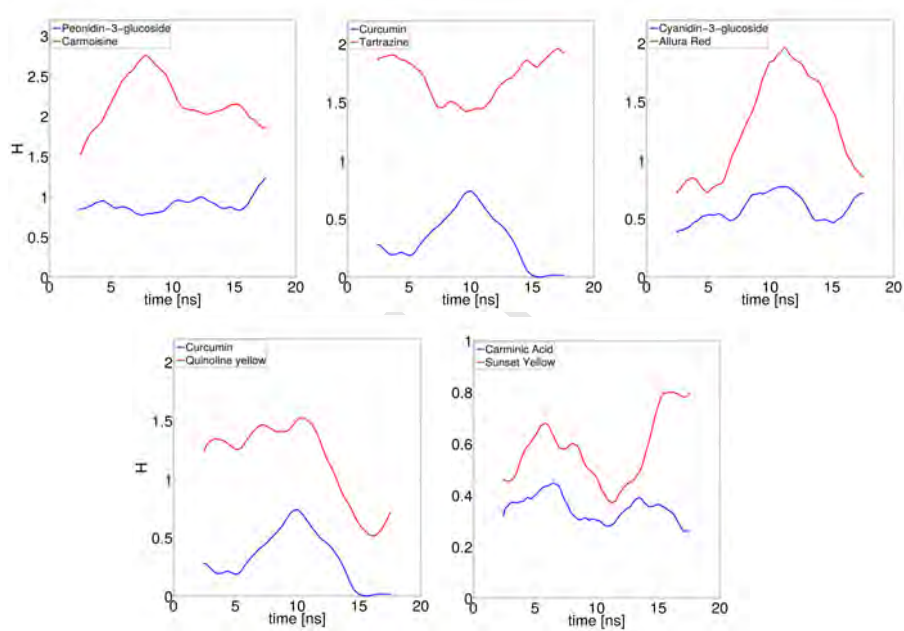 Peonidin-3-glucoside
Carmoisine
3
2.5
2
1.5
1
0.5
0
H
0 5 10 15 20
time [ns]
Curcumin
Tartrazine
2
1.5
1
0.5
0
0 5 10 15 20
time [ns]
Cyanidin-3-glucoside
Allura Red
2
1.5
1
0.5
0
0 5 10 15 20
time [ns]
Curcumin
Quinoline yellow
2
1.5
1
0.5
0
H
0 5 10 15 20
time [ns]
Carminic Acid
Sunset Yellow
1
0.8
0.6
0.4
0.2
0
0 5 10 15 20
time [ns]